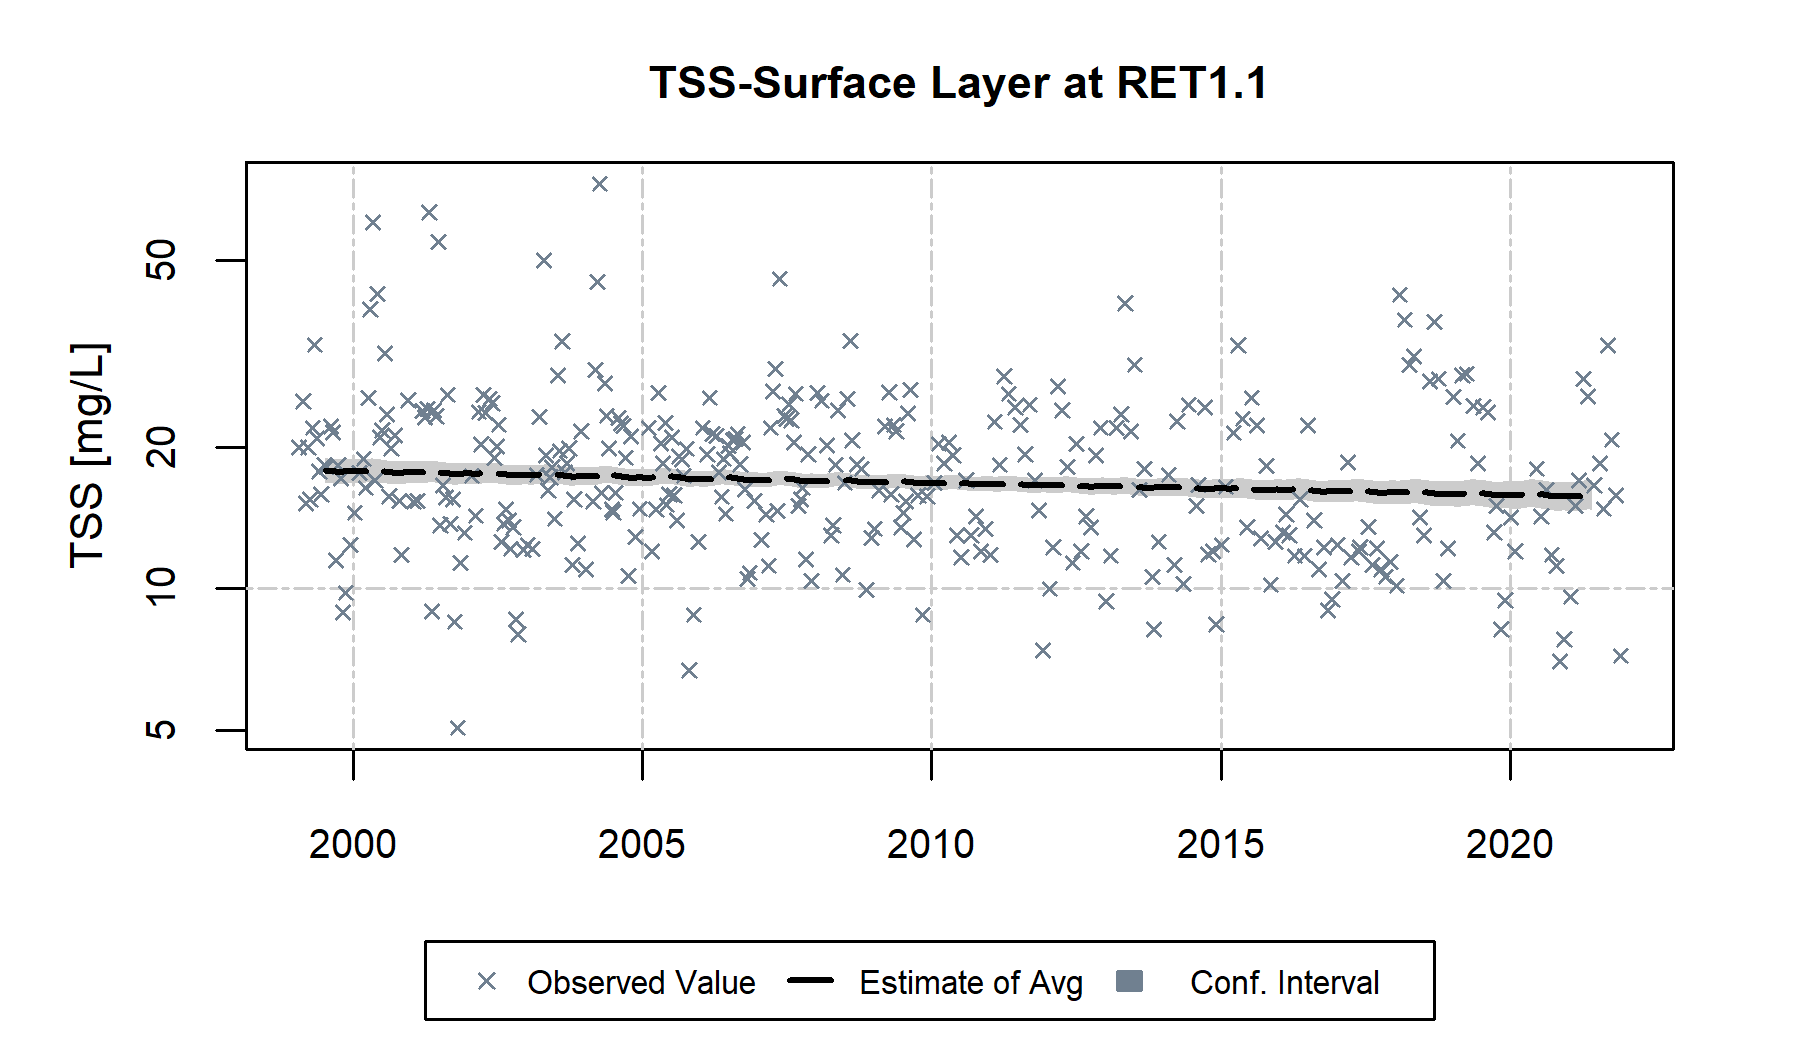 TSS-Surface Layer at RET1.1
TSS [mg/L]
50
20
10
5
2000 2005 2010 2015 2020
Observed Value Estimate of Avg Conf. Interval